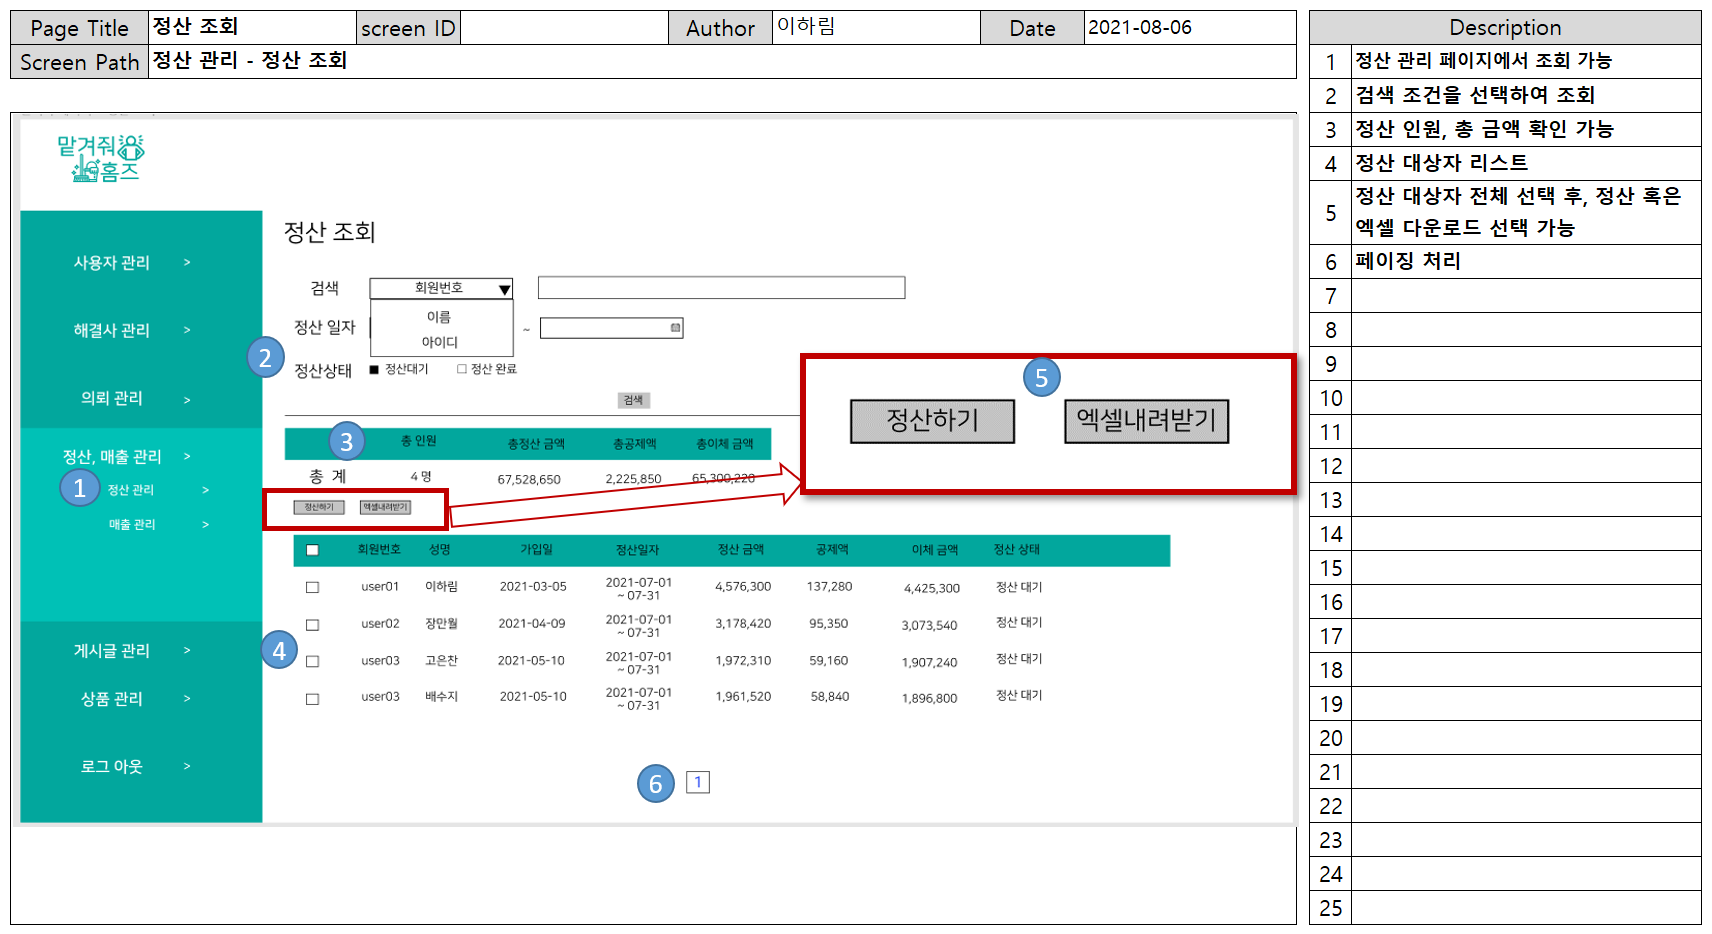 Page Title 정산 조회 screen ID Author 이하림 Date 2021-08-06
Screen Path 정산 관리 - 정산 조회
맡겨줘
홈즈
사용자 관리 >
해결사 관리 >
의뢰 관리 >
정산, 매출 관리 >
1 정산 관리 >
매출 관리 >
게시글 관리 >
상품 관리 >
로그 아웃 >
정산 조회
검색 회원번호 ▼
이름
아이디
정산 일자 ~
2
정산상태 ■ 정산대기 □ 정산 완료
검색
3 총 인원 총정산 금액 총공제액 총이체 금액
총 계 4 명 67,528,650 2,225,850 65,300,220
정산하기 엑셀내려받기
5
정산하기 엑셀내려받기
회원번호 성명 가입일 정산일자 정산 금액 공제액 이체 금액 정산 상태
user01 이하림 2021-03-05 2021-07-01 ~ 07-31 4,576,300 137,280 4,425,300 정산 대기
user02 장만월 2021-04-09 2021-07-01 ~ 07-31 3,178,420 95,350 3,073,540 정산 대기
4
user03 고은찬 2021-05-10 2021-07-01 ~ 07-31 1,972,310 59,160 1,907,240 정산 대기
user03 배수지 2021-05-10 2021-07-01 ~ 07-31 1,961,520 58,840 1,896,800 정산 대기
6 1
Description
1 정산 관리 페이지에서 조회 가능
2 검색 조건을 선택하여 조회
3 정산 인원, 총 금액 확인 가능
4 정산 대상자 리스트
5 정산 대상자 전체 선택 후, 정산 혹은
엑셀 다운로드 선택 가능
6 페이징 처리
7
8
9
10
11
12
13
14
15
16
17
18
19
20
21
22
23
24
25